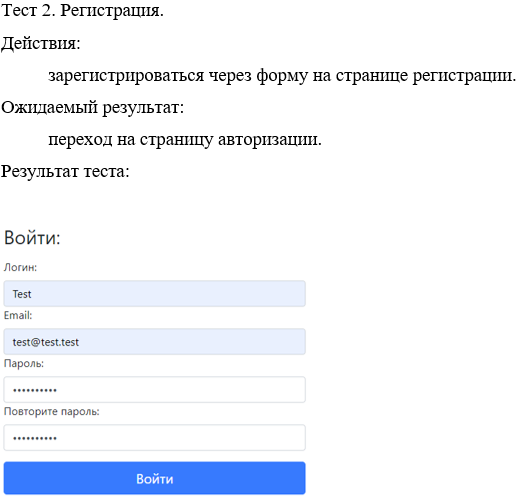 Тест 2. Регистрация.
Действия:
зарегистрироваться через форму на странице регистрации.
Ожидаемый результат:
переход на страницу авторизации.
Результат теста:
Войти:
Логин:
Test
Email:
test@test.test
Пароль:
••••••••••
Повторите пароль:
••••••••••
Войти